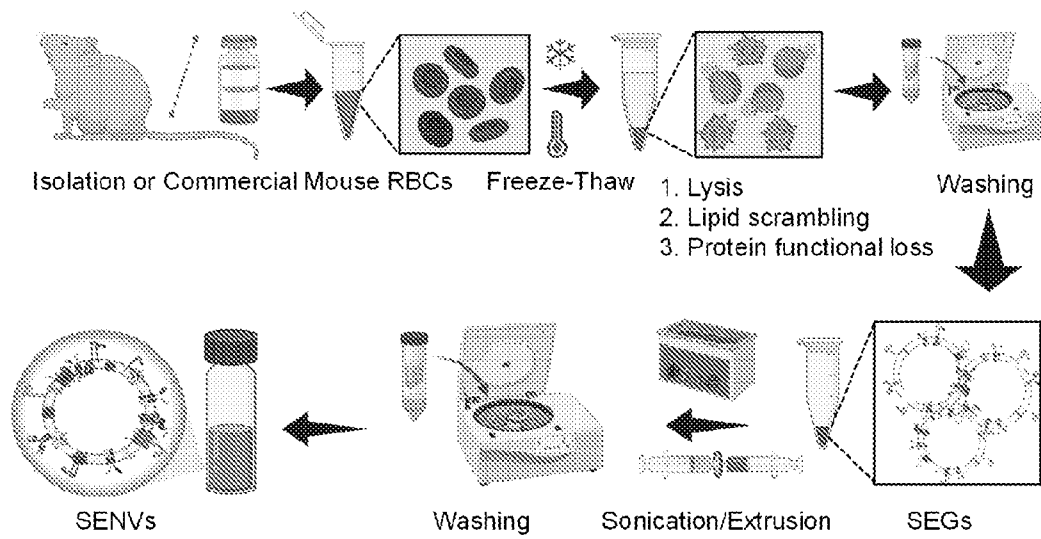 Isolation or Commercial Mouse RBCs
Freeze-Thaw
1. Lysis
2. Lipid scrambling
3. Protein functional loss
Washing
SENVs
Washing
Sonication/Extrusion
SEGs